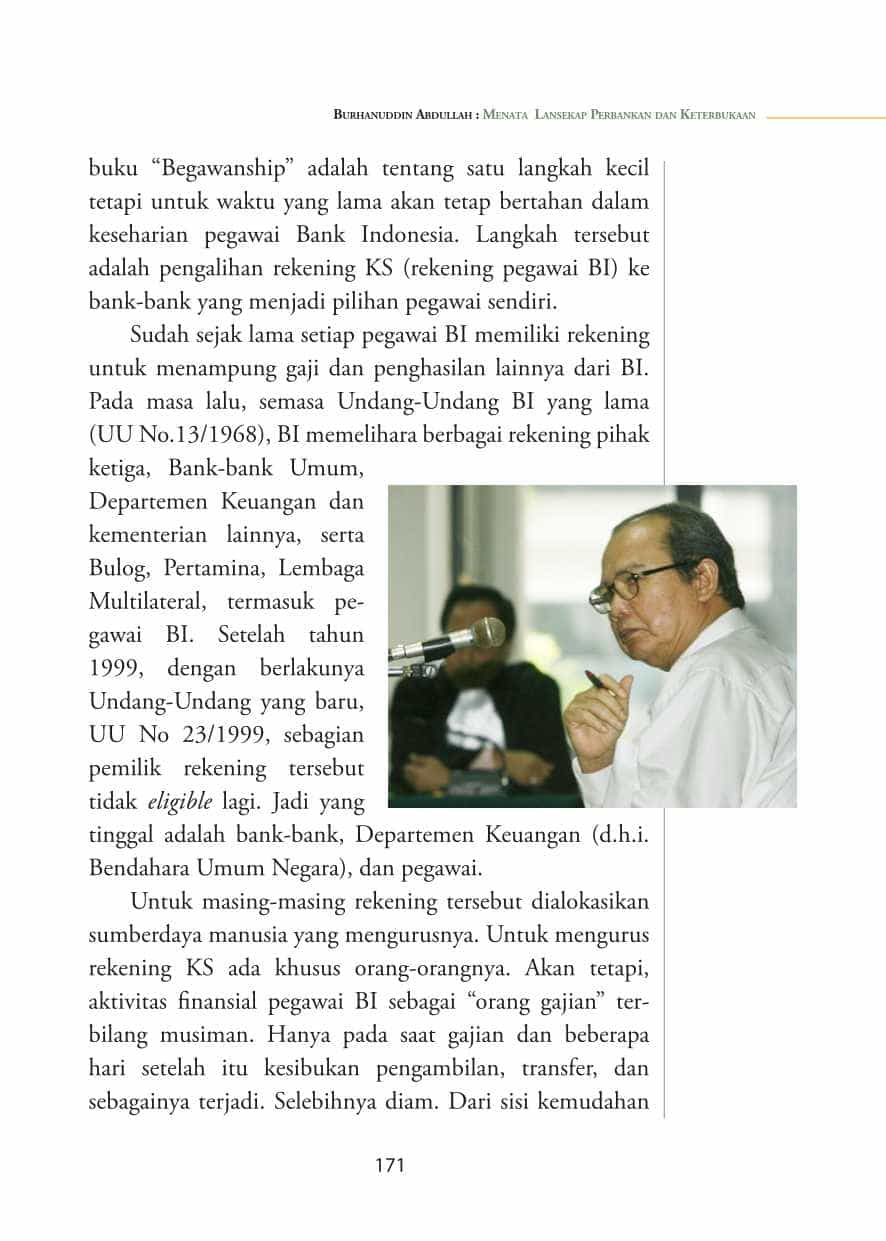 Burhanuddin Abdullah : Menata Lansekap Perbankan dan Keterbukaan
buku “Begawanship” adalah tentang satu langkah kecil
tetapi untuk waktu yang lama akan tetap bertahan dalam
keseharian pegawai Bank Indonesia. Langkah tersebut
adalah pengalihan rekening KS (rekening pegawai BI) ke
bank-bank yang menjadi pilihan pegawai sendiri.
Sudah sejak lama setiap pegawai BI memiliki rekening
untuk menampung gaji dan penghasilan lainnya dari BI.
Pada masa lalu, semasa Undang-Undang BI yang lama
(UU No.13/1968), BI memelihara berbagai rekening pihak
ketiga, Bank-bank Umum,
Departemen Keuangan dan
kementerian lainnya, serta
Bulog, Pertamina, Lembaga
Multilateral, termasuk pe-
gawai BI. Setelah tahun
1999, dengan berlakunya
Undang-Undang yang baru,
UU No 23/1999, sebagian
pemilik rekening tersebut
tidak eligible lagi. Jadi yang
tinggal adalah bank-bank, Departemen Keuangan (d.h.i.
Bendahara Umum Negara), dan pegawai.
Untuk masing-masing rekening tersebut dialokasikan
sumberdaya manusia yang mengurusnya. Untuk mengurus
rekening KS ada khusus orang-orangnya. Akan tetapi,
aktivitas finansial pegawai BI sebagai “orang gajian” ter-
bilang musiman. Hanya pada saat gajian dan beberapa
hari setelah itu kesibukan pengambilan, transfer, dan
sebagainya terjadi. Selebihnya diam. Dari sisi kemudahan
171